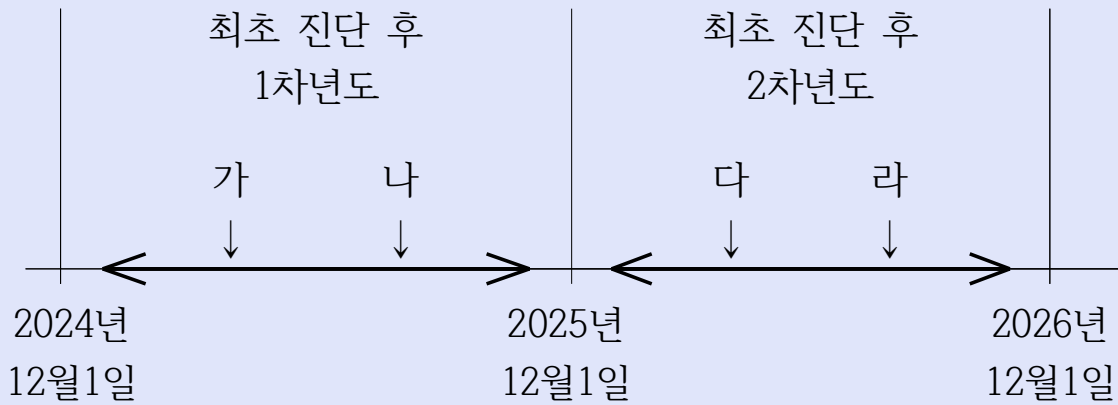 최초 진단 후
1차년도
최초 진단 후
2차년도
가 나 다 라
↓ ↓ ↓ ↓
2024년
12월1일
2025년
12월1일
2026년
12월1일